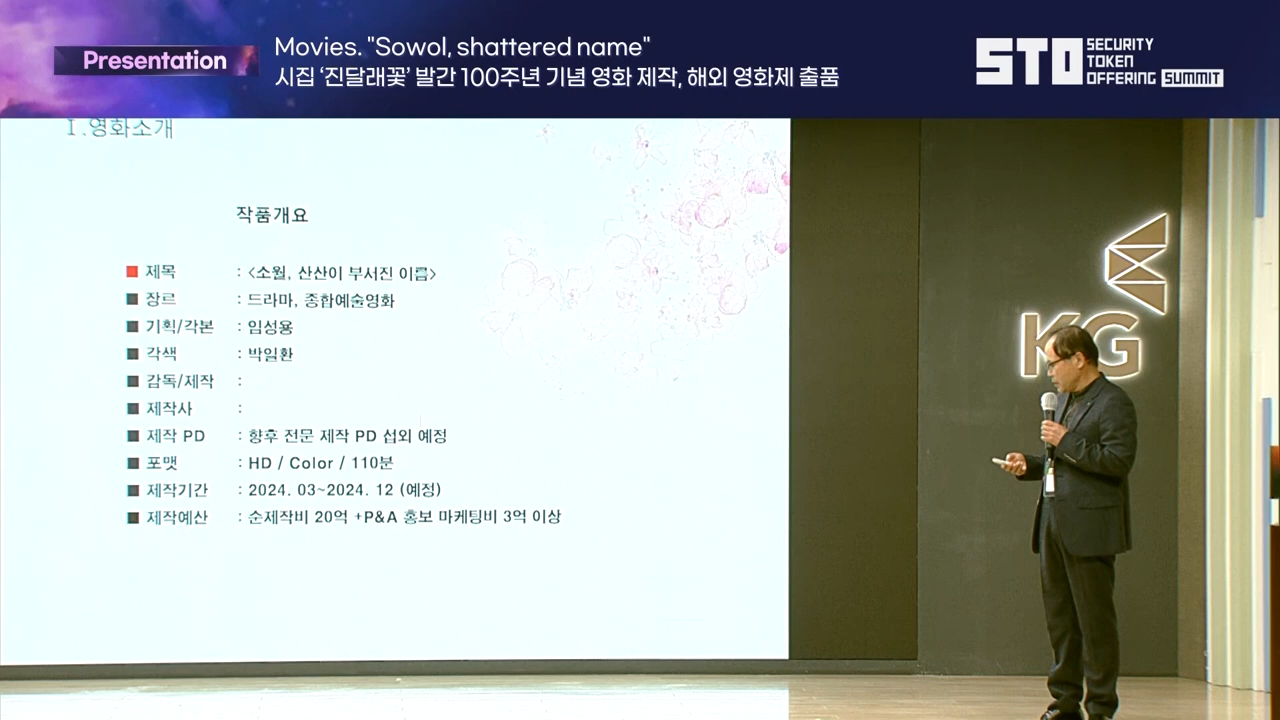 Presentation
Movies. "Sowol, shattered name"
시집 ‘진달래꽃’ 발간 100주년 기념 영화 제작, 해외 영화제 출품
STO SECURITY
TOKEN
OFFERING SUMMIT
Ⅰ.영화소개
작품개요
■ 제목 : <소월, 산산이 부서진 이름>
■ 장르 : 드라마, 종합예술영화
■ 기획/각본 : 임성용
■ 각색 : 박일환
■ 감독/제작 :
■ 제작사 :
■ 제작 PD : 향후 전문 제작 PD 섭외 예정
■ 포맷 : HD / Color / 110분
■ 제작기간 : 2024. 03~2024. 12 (예정)
■ 제작예산 : 순제작비 20억 +P&A 홍보 마케팅비 3억 이상
KG